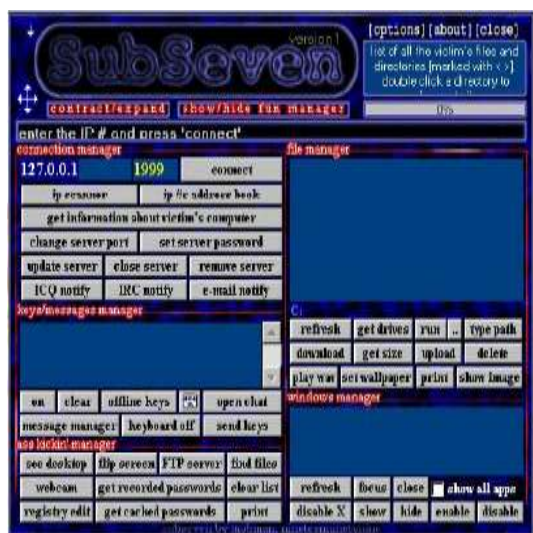 SubSeven
version 1
[options] [about] [close]
list of all the victim's files and
directories [marked with < >]
double click a directory to
contract/expand show/hide fun manager
0%
enter the IP # and press 'connect'
connection manager
127.0.0.1 1999 connect
ip scanner ip #'s address book
get information about victim's computer
change server port set server password
update server close server remove server
ICQ notify IRC notify e-mail notify
keys/messages manager
on clear offline keys open chat
message manager keyboard off send keys
ass kickin' manager
see desktop flip screen FTP server find files
webcam get recorded passwords clear list
registry edit get cached passwords print
file manager
C:
refresh get drives run .. type path
download get size upload delete
play wav set wallpaper print show image
windows manager
refresh focus close show all apps
disable X show hide enable disable
subseven by mobman